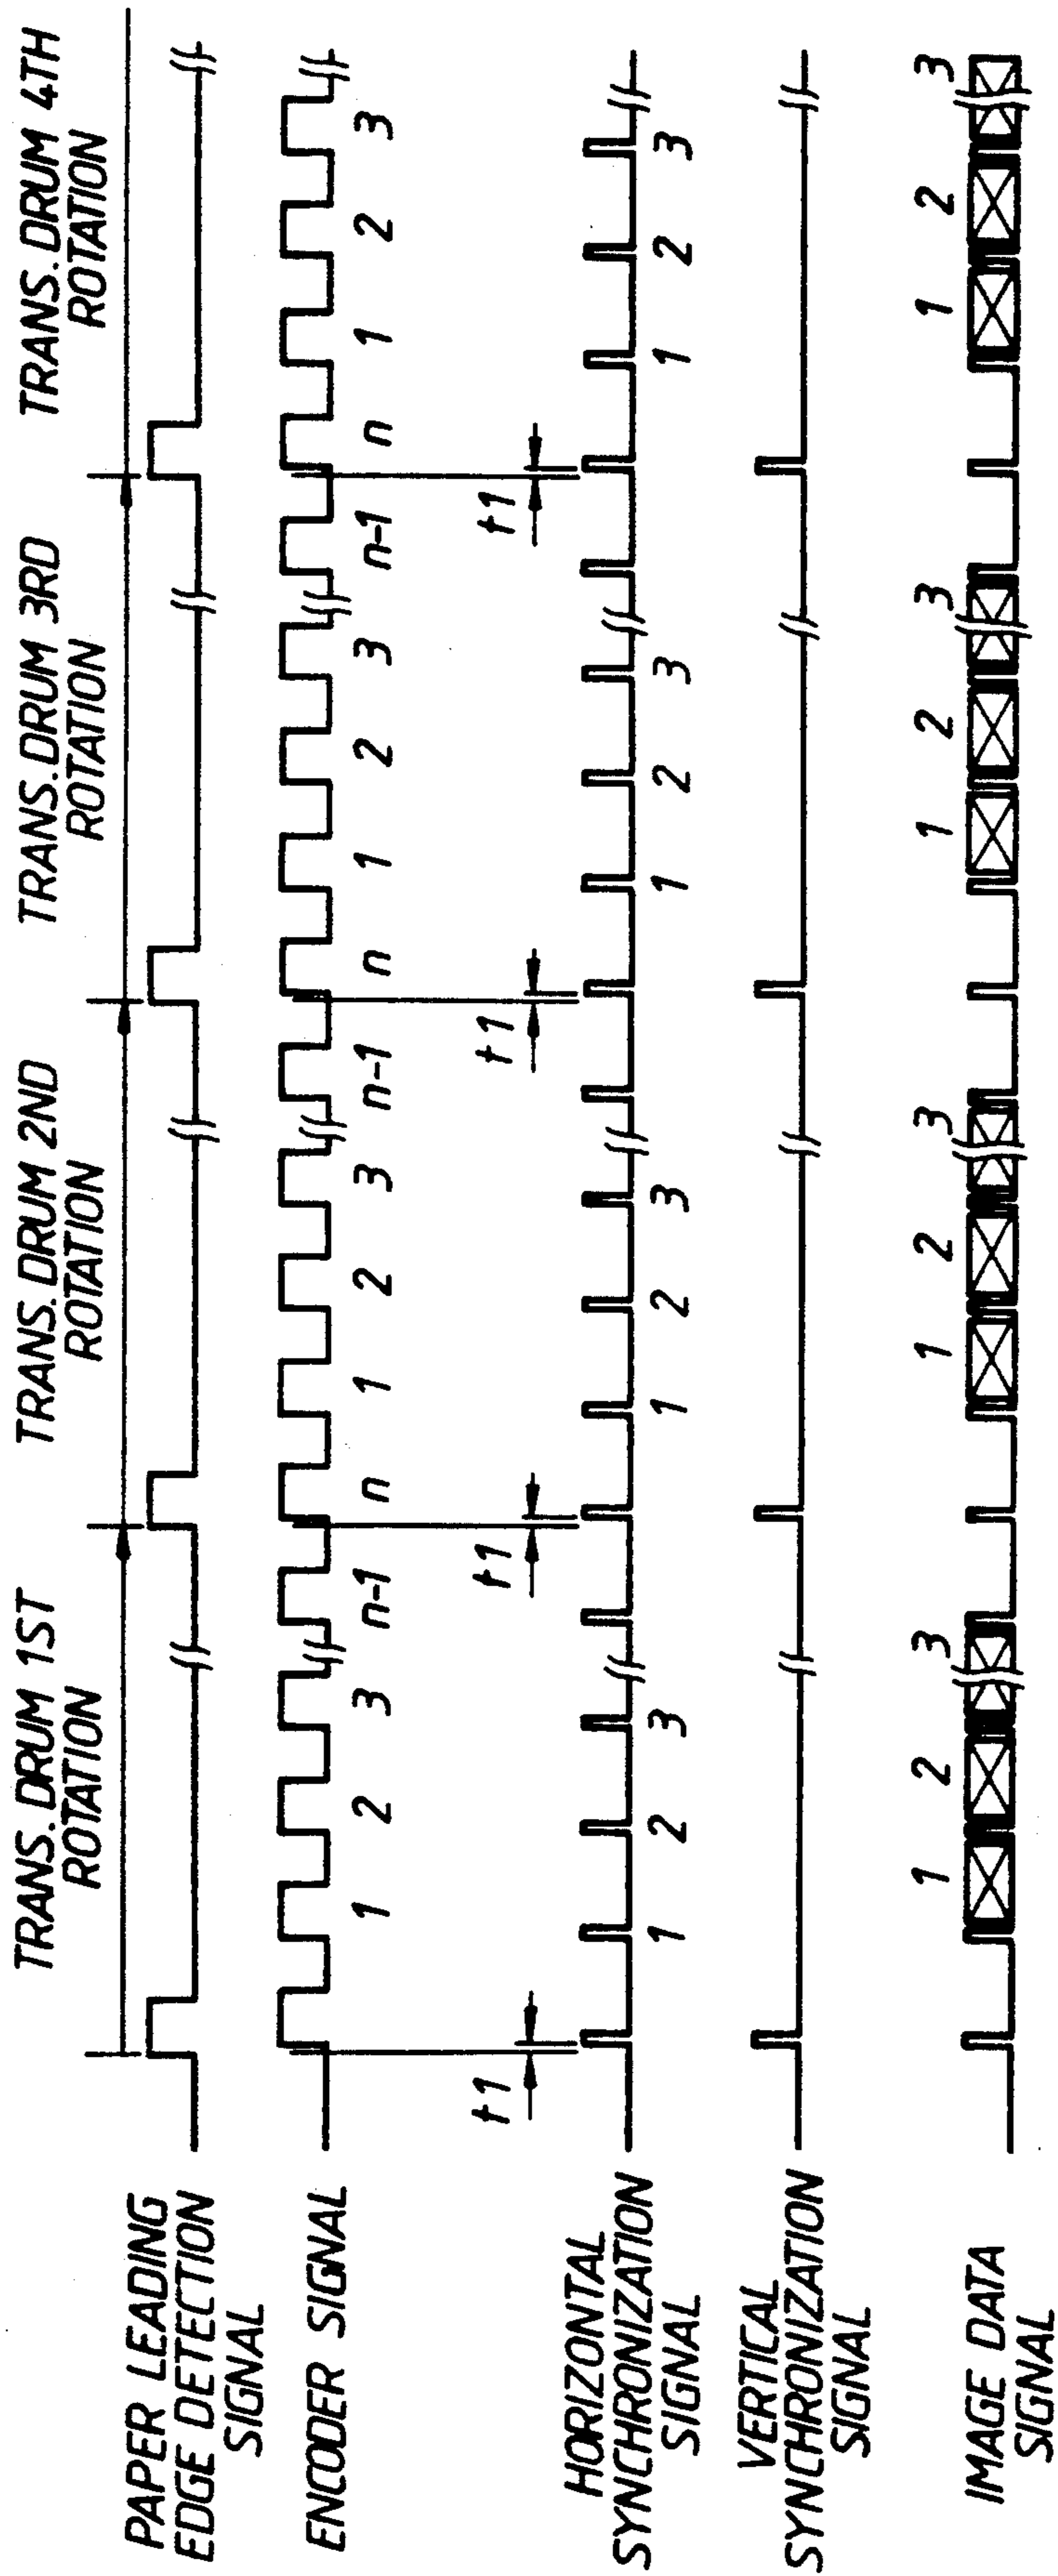 TRANS. DRUM 1ST
ROTATION
TRANS. DRUM 2ND
ROTATION
TRANS. DRUM 3RD
ROTATION
TRANS. DRUM 4TH
ROTATION
PAPER LEADING
EDGE DETECTION
SIGNAL
ENCODER SIGNAL
1 2 3 n-1 n 1 2 3 n-1 n 1 2 3 n-1 n 1 2 3
t1 t1 t1 t1
HORIZONTAL
SYNCHRONIZATION
SIGNAL
1 2 3 1 2 3 1 2 3 1 2 3
VERTICAL
SYNCHRONIZATION
SIGNAL
1 2 3 1 2 3 1 2 3 1 2 3
IMAGE DATA
SIGNAL